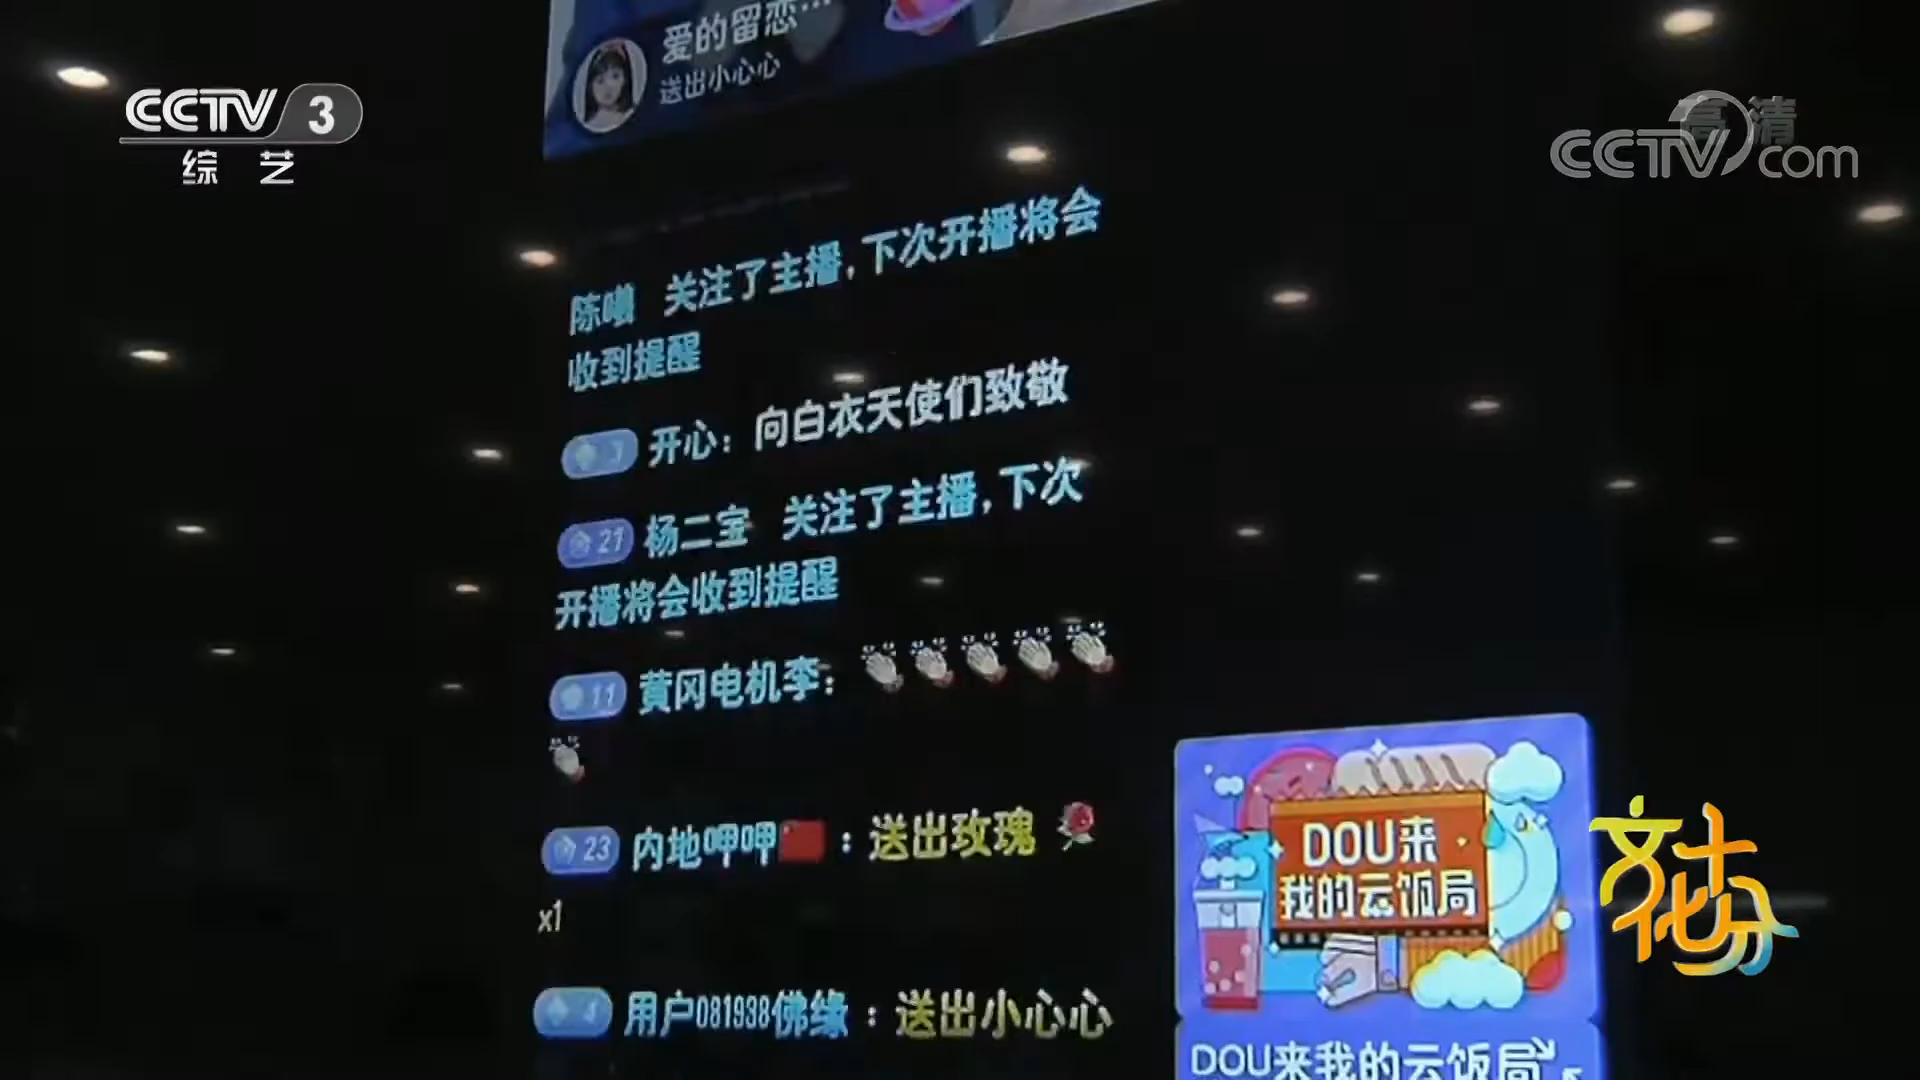 爱的留恋…
送出小心心
CCTV 3
综艺
高清
CCTV.com
陈曦 关注了主播，下次开播将会
收到提醒
3 开心：向白衣天使们致敬
21 杨二宝 关注了主播，下次
开播将会收到提醒
11 黄冈电机李：👏👏👏👏👏
👏
23 内地呷呷🇨🇳：送出玫瑰🌹
x1
4 用户081938佛缘：送出小心心
DOU来
我的云饭局
文化十分
DOU来我的云饭局